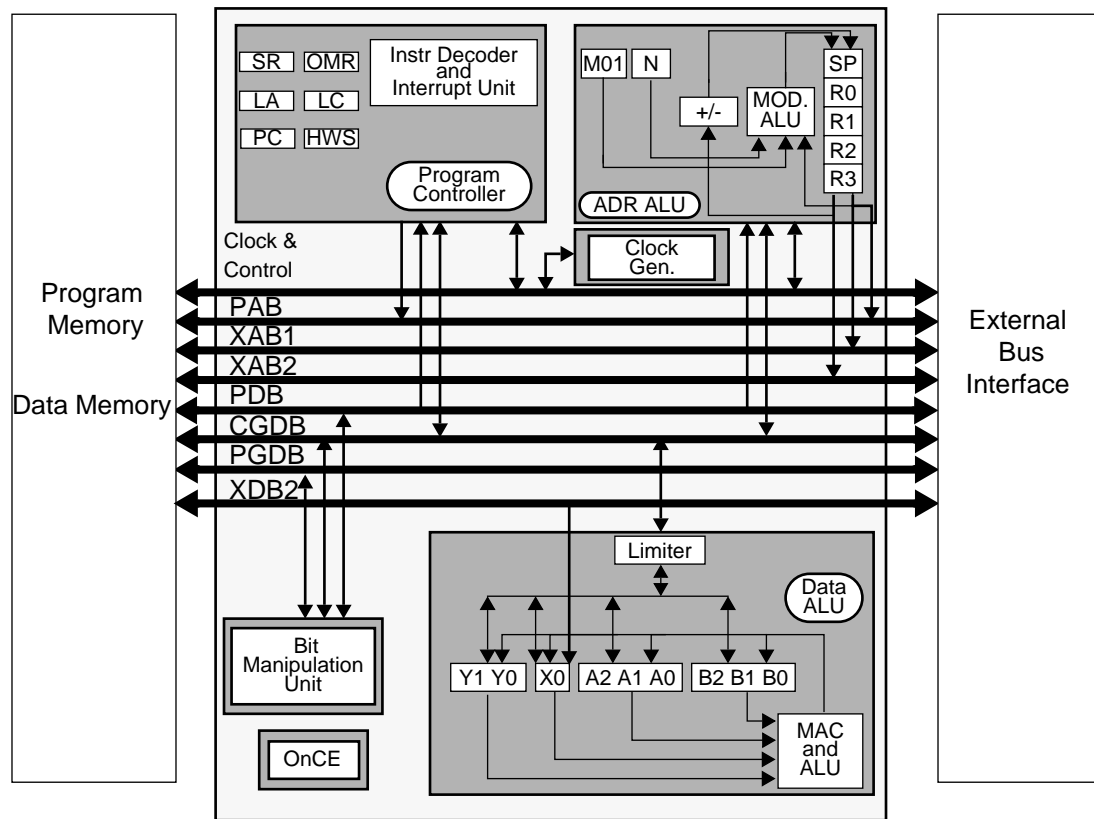 SR OMR
LA LC
PC HWS
Instr Decoder
and
Interrupt Unit
Program
Controller
M01 N
+/-
MOD.
ALU
SP
R0
R1
R2
R3
ADR ALU
Clock &
Control
Clock
Gen.
Program
Memory
Data Memory
PAB
XAB1
XAB2
PDB
CGDB
PGDB
XDB2
External
Bus
Interface
Limiter
Data
ALU
Y1 Y0
X0
A2 A1 A0
B2 B1 B0
MAC
and
ALU
Bit
Manipulation
Unit
OnCE